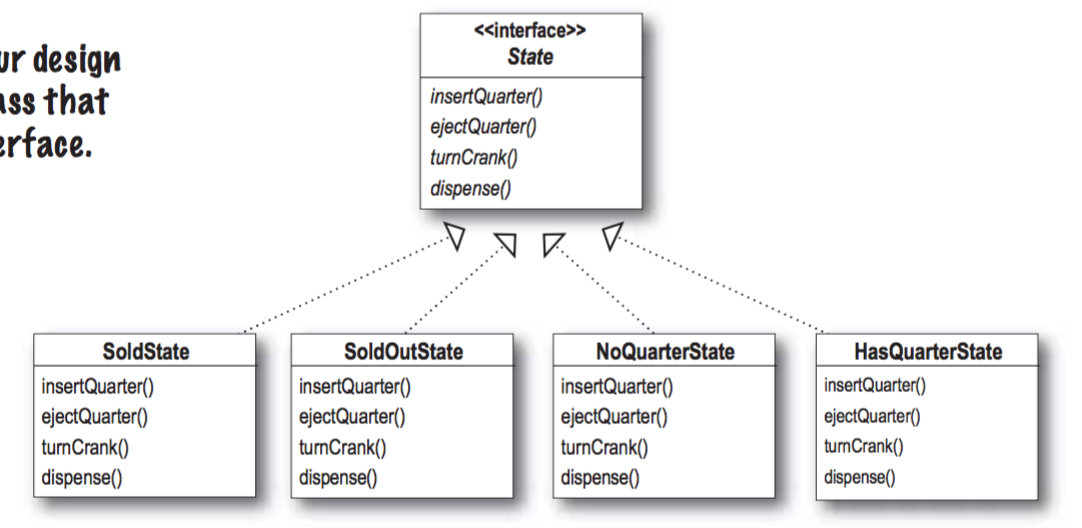 ur design
ass that
erface.
<<interface>>
State
insertQuarter()
ejectQuarter()
turnCrank()
dispense()
SoldState
insertQuarter()
ejectQuarter()
turnCrank()
dispense()
SoldOutState
insertQuarter()
ejectQuarter()
turnCrank()
dispense()
NoQuarterState
insertQuarter()
ejectQuarter()
turnCrank()
dispense()
HasQuarterState
insertQuarter()
ejectQuarter()
turnCrank()
dispense()